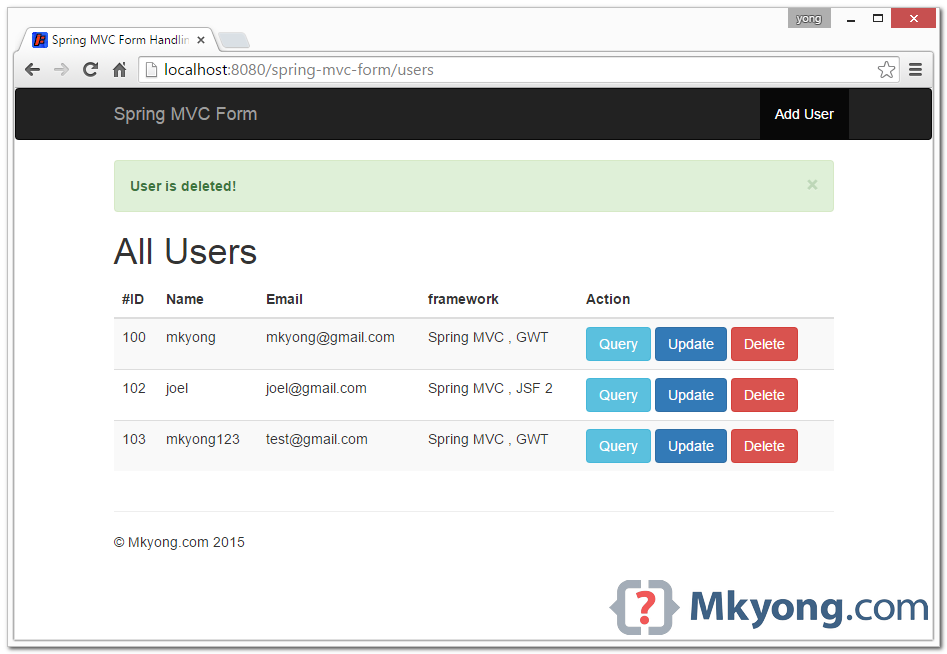 yong
Spring MVC Form Handlin
localhost:8080/spring-mvc-form/users
Spring MVC Form Add User
User is deleted! ×
All Users
#ID Name Email framework Action
100 mkyong mkyong@gmail.com Spring MVC , GWT Query Update Delete
102 joel joel@gmail.com Spring MVC , JSF 2 Query Update Delete
103 mkyong123 test@gmail.com Spring MVC , GWT Query Update Delete
© Mkyong.com 2015
{?} Mkyong.com